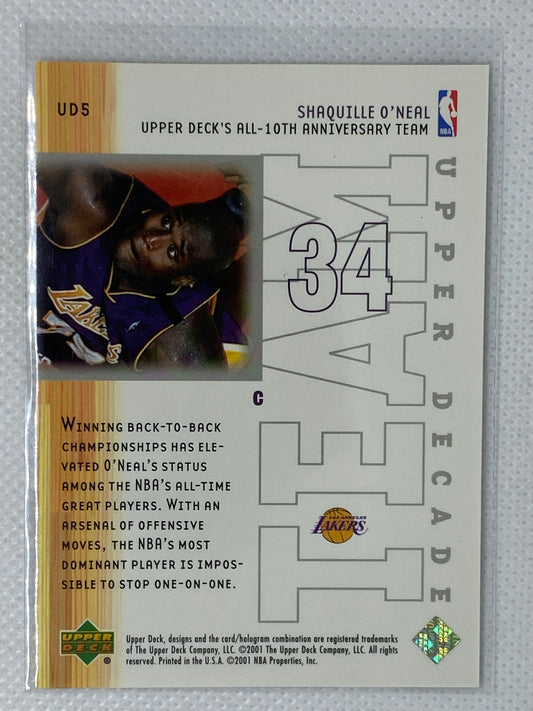 UD5
SHAQUILLE O'NEAL
UPPER DECK'S ALL-10TH ANNIVERSARY TEAM
NBA
UPPER DECADE
TEAM
34
LAKERS
C
WINNING BACK-TO-BACK
CHAMPIONSHIPS HAS ELE-
VATED O'NEAL'S STATUS
AMONG THE NBA'S ALL-TIME
GREAT PLAYERS. WITH AN
ARSENAL OF OFFENSIVE
MOVES, THE NBA'S MOST
DOMINANT PLAYER IS IMPOS-
SIBLE TO STOP ONE-ON-ONE.
LOS ANGELES
LAKERS
UPPER
DECK
®
Upper Deck, designs and the card/hologram combination are registered trademarks
of The Upper Deck Company, LLC. ©2001 The Upper Deck Company, LLC. All rights
reserved. Printed in the U.S.A. ©2001 NBA Properties, Inc.